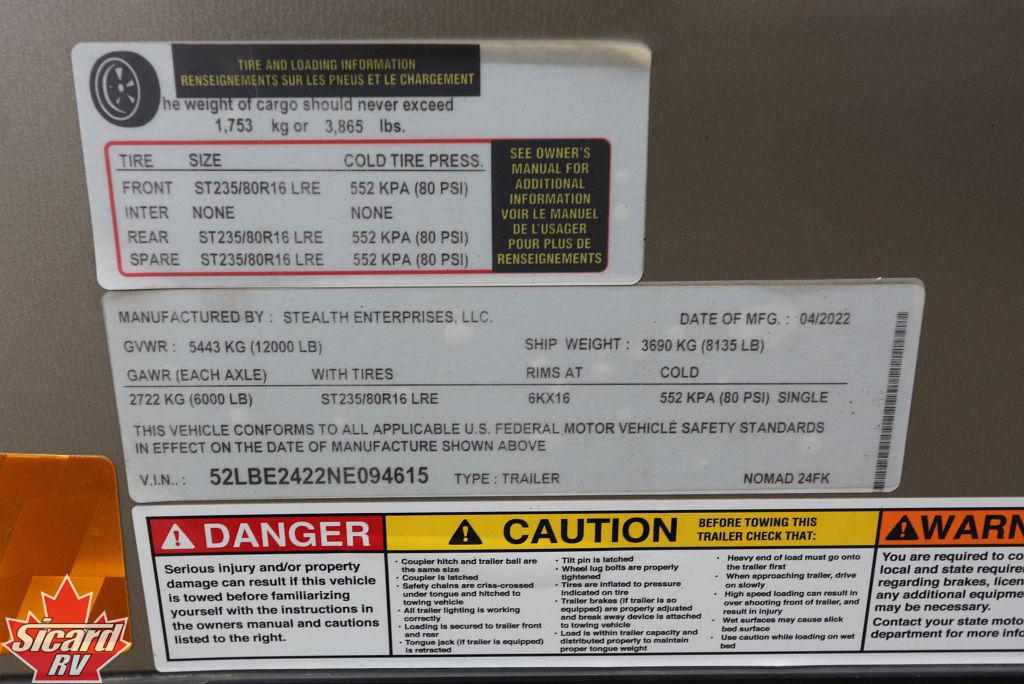 TIRE AND LOADING INFORMATION
RENSEIGNEMENTS SUR LES PNEUS ET LE CHARGEMENT
he weight of cargo should never exceed
1,753 kg or 3,865 lbs.
TIRE SIZE COLD TIRE PRESS.
FRONT ST235/80R16 LRE 552 KPA (80 PSI)
INTER NONE NONE
REAR ST235/80R16 LRE 552 KPA (80 PSI)
SPARE ST235/80R16 LRE 552 KPA (80 PSI)
SEE OWNER'S
MANUAL FOR
ADDITIONAL
INFORMATION
VOIR LE MANUEL
DE L'USAGER
POUR PLUS DE
RENSEIGNEMENTS
MANUFACTURED BY : STEALTH ENTERPRISES, LLC. DATE OF MFG. : 04/2022
GVWR : 5443 KG (12000 LB) SHIP WEIGHT : 3690 KG (8135 LB)
GAWR (EACH AXLE) WITH TIRES RIMS AT COLD
2722 KG (6000 LB) ST235/80R16 LRE 6KX16 552 KPA (80 PSI) SINGLE
THIS VEHICLE CONFORMS TO ALL APPLICABLE U.S. FEDERAL MOTOR VEHICLE SAFETY STANDARDS
IN EFFECT ON THE DATE OF MANUFACTURE SHOWN ABOVE
V.I.N.. : 52LBE2422NE094615 TYPE : TRAILER NOMAD 24FK
DANGER
Serious injury and/or property
damage can result if this vehicle
is towed before familiarizing
yourself with the instructions in
the owners manual and cautions
listed to the right.
CAUTION
BEFORE TOWING THIS
TRAILER CHECK THAT:
· Coupler hitch and trailer ball are
the same size
· Coupler is latched
· Safety chains are criss-crossed
under tongue and hitched to
towing vehicle
· All trailer lighting is working
correctly
· Loading is secured to trailer front
and rear
· Tongue jack (if trailer is equipped)
is retracted
· Tilt pin is latched
· Wheel lug bolts are properly
tightened
· Tires are inflated to pressure
indicated on tire
· Trailer brakes (if trailer is so
equipped) are properly adjusted
and break away device is attached
to towing vehicle
· Load is within trailer capacity and
distributed properly to maintain
proper tongue weight
· Heavy end of load must go onto
the trailer first
· When approaching trailer, drive
on slowly
· High speed loading can result in
over shooting front of trailer, and
result in injury
· Wet surfaces may cause slick
bed surface
· Use caution while loading on wet
bed
WARN
You are required to co
local and state require
regarding brakes, licen
any additional equipme
may be necessary.
Contact your state moto
department for more info
Sicard
RV